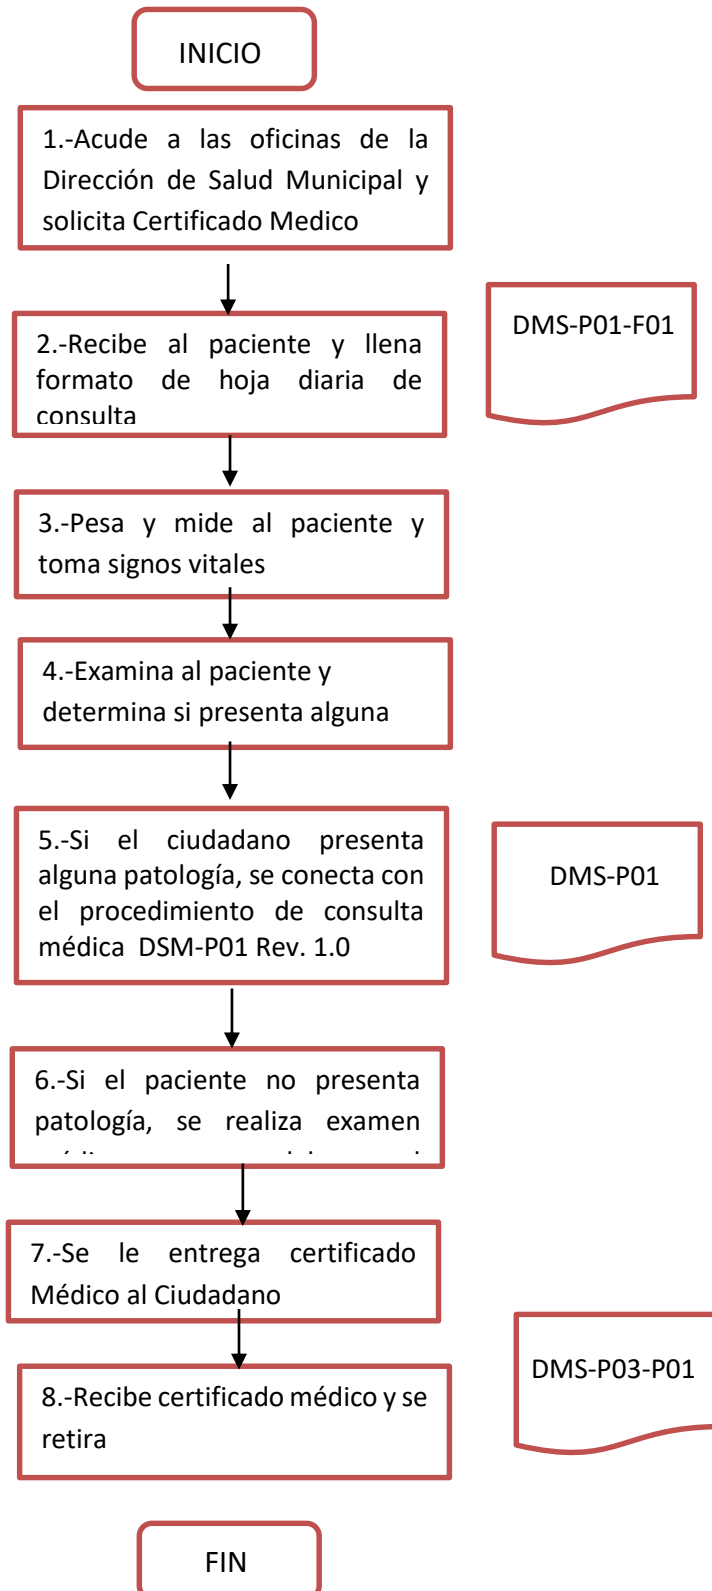 INICIO
1.-Acude a las oficinas de la
Dirección de Salud Municipal y
solicita Certificado Medico
2.-Recibe al paciente y llena
formato de hoja diaria de
consulta
DMS-P01-F01
3.-Pesa y mide al paciente y
toma signos vitales
4.-Examina al paciente y
determina si presenta alguna
5.-Si el ciudadano presenta
alguna patología, se conecta con
el procedimiento de consulta
médica DSM-P01 Rev. 1.0
DMS-P01
6.-Si el paciente no presenta
patología, se realiza examen
7.-Se le entrega certificado
Médico al Ciudadano
8.-Recibe certificado médico y se
retira
DMS-P03-P01
FIN